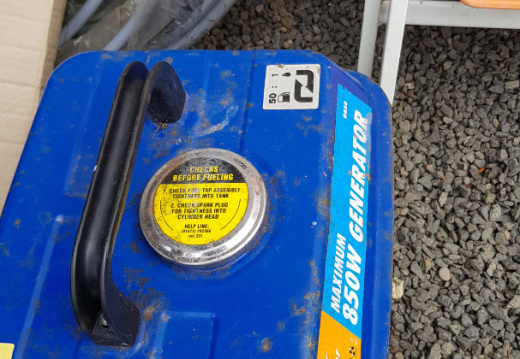 50 : 1
CHECKS
BEFORE FUELING
1. CHECK FUEL TAP ASSEMBLY
TIGHTNESS INTO TANK
2. CHECK SPARK PLUG
FOR TIGHTNESS INTO
CYLINDER HEAD
HELP LINE:
MAXIMUM
850W GENERATOR